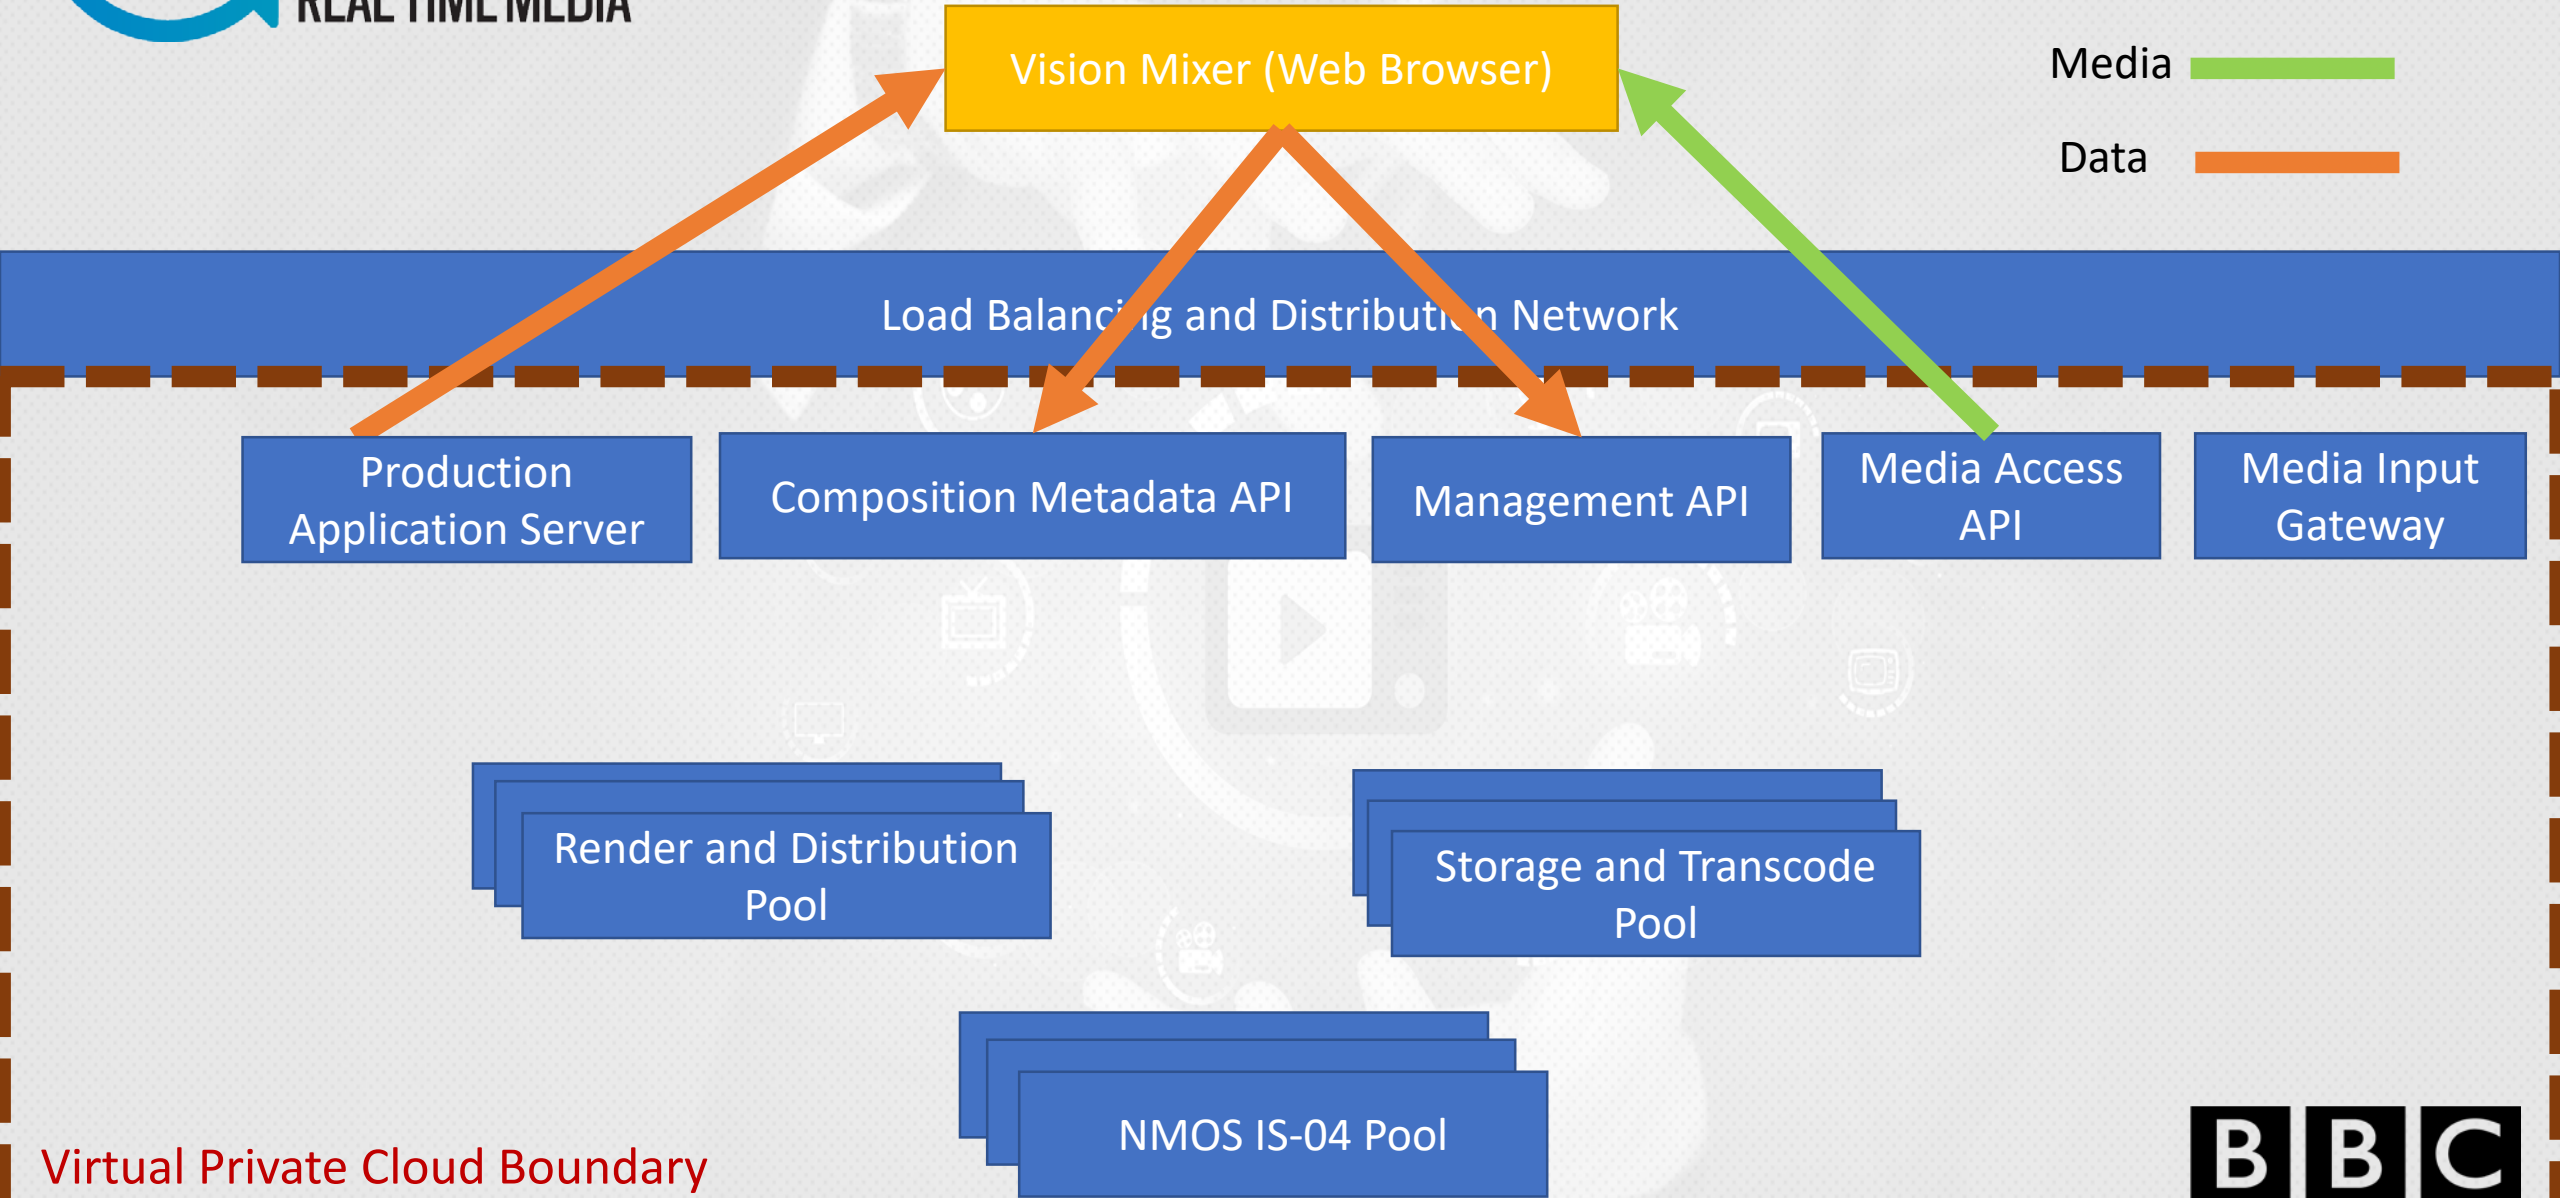 REAL TIME MEDIA
Vision Mixer (Web Browser)
Media
Data
Load Balancing and Distribution Network
Production
Application Server
Composition Metadata API
Management API
Media Access
API
Media Input
Gateway
Render and Distribution
Pool
Storage and Transcode
Pool
NMOS IS-04 Pool
Virtual Private Cloud Boundary
BBC